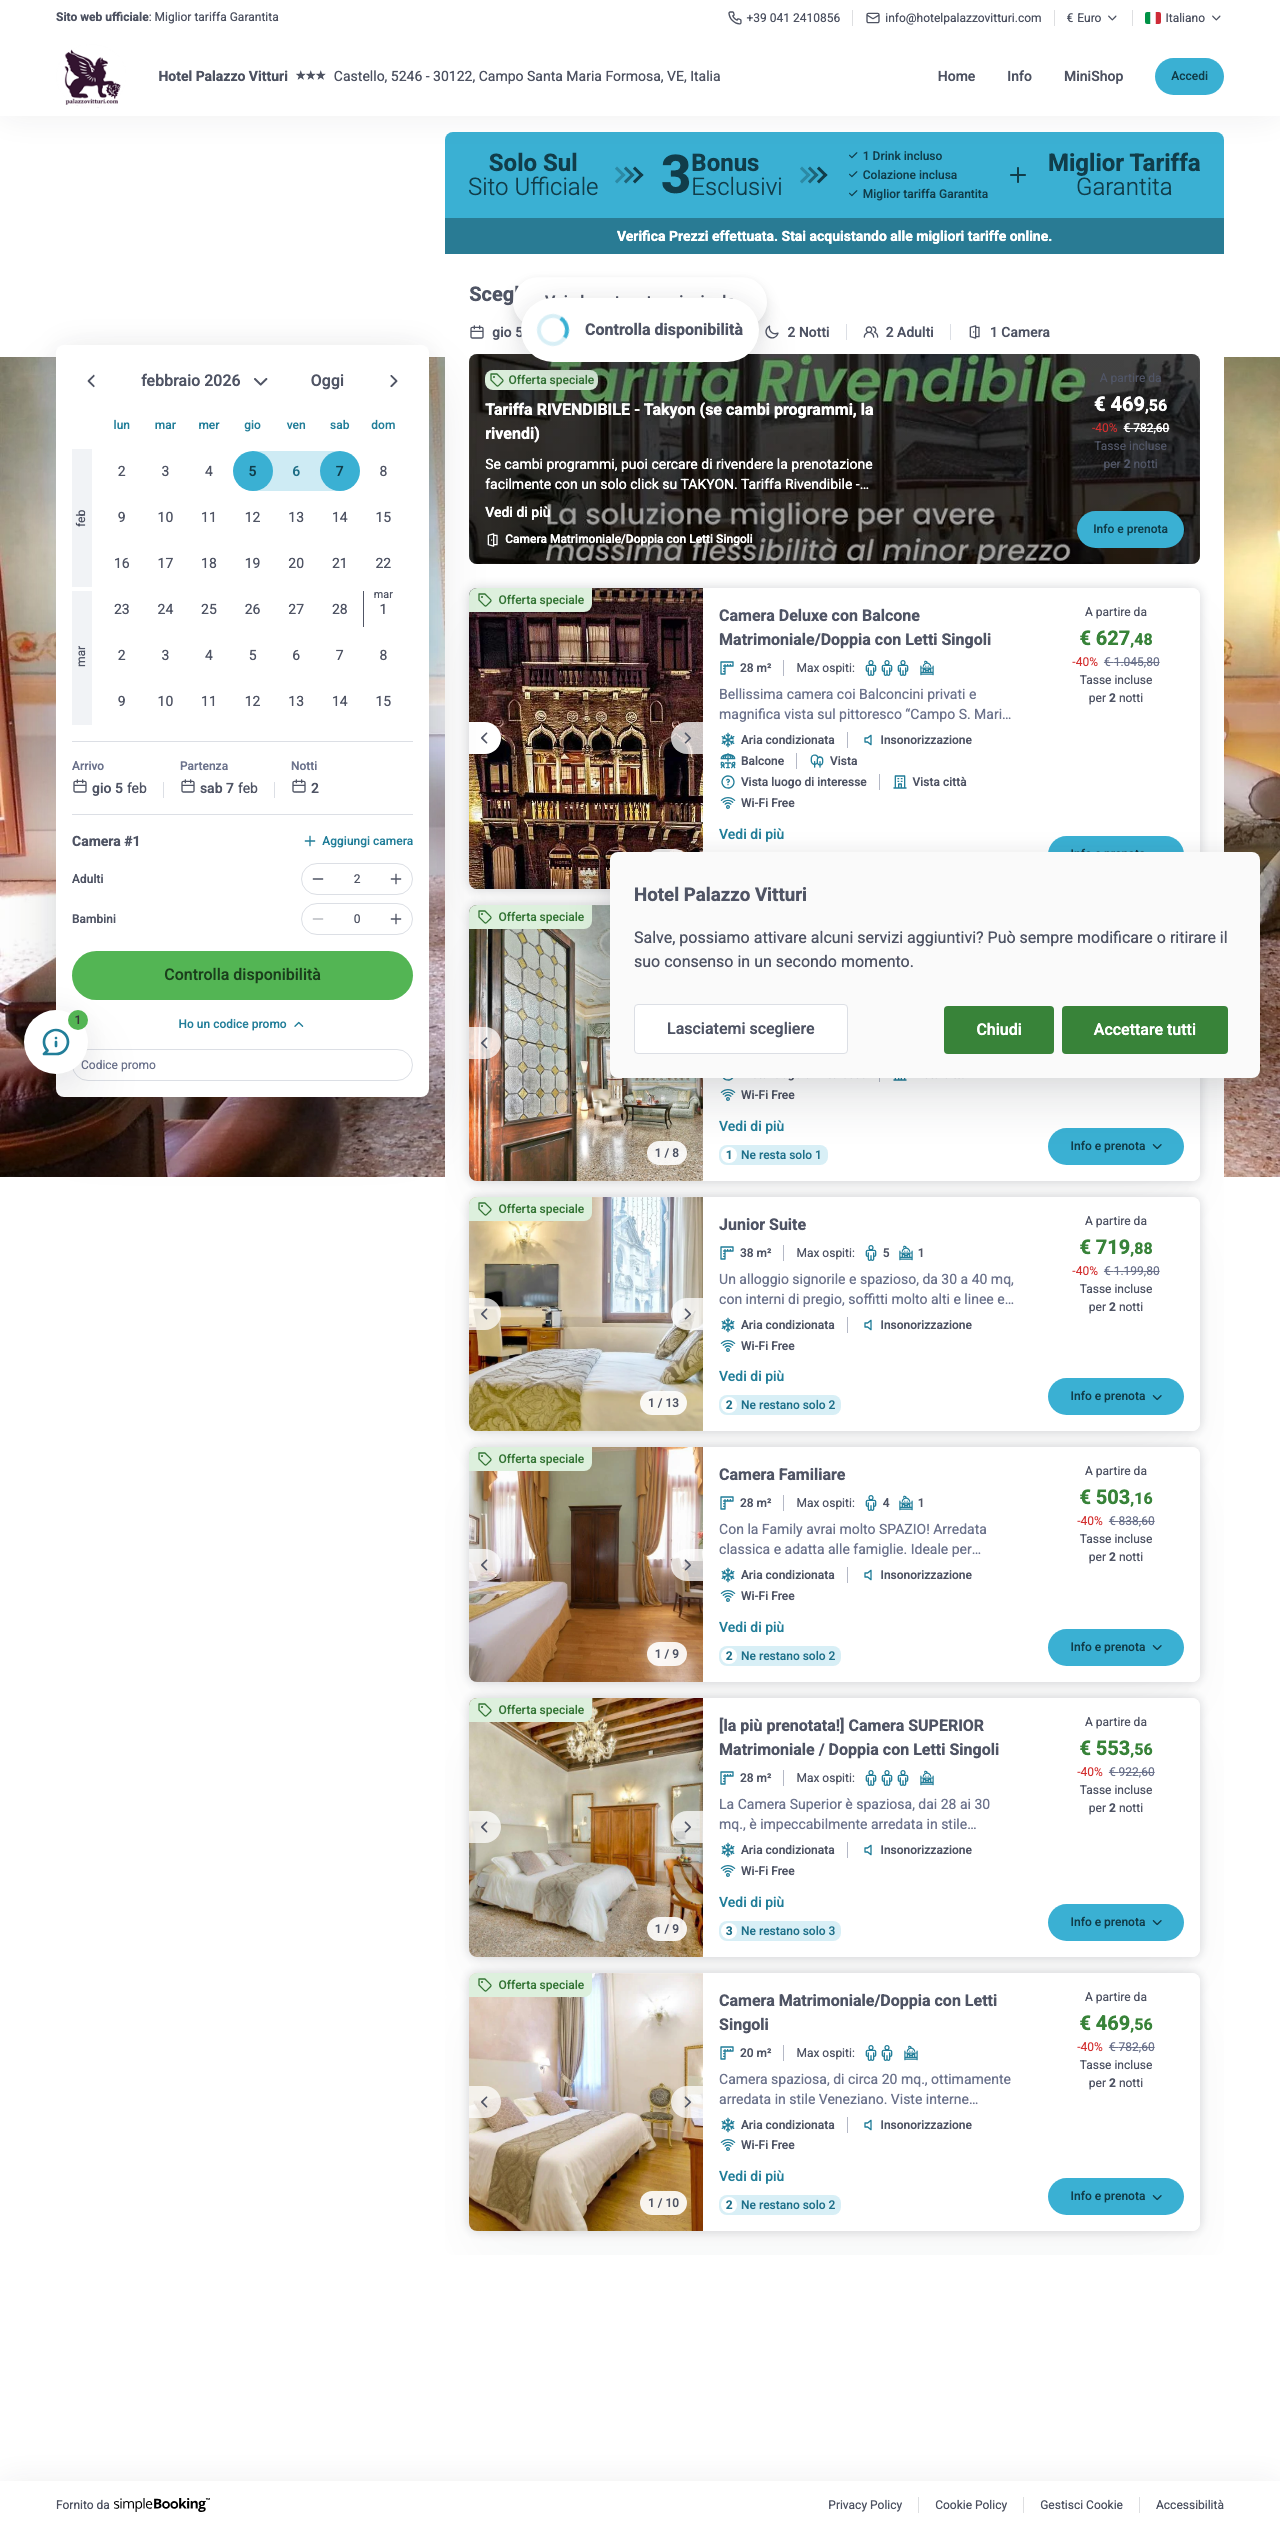 Sito web ufficiale: Miglior tariffa Garantita
+39 041 2410856
info@hotelpalazzovitturi.com
€ Euro
Italiano
palazzovitturi.com
Hotel Palazzo Vitturi ★★★ Castello, 5246 - 30122, Campo Santa Maria Formosa, VE, Italia
Home
Info
MiniShop
Accedi
Solo Sul
Sito Ufficiale
3 Bonus
Esclusivi
1 Drink incluso
Colazione inclusa
Miglior tariffa Garantita
Miglior Tariffa
Garantita
Verifica Prezzi effettuata. Stai acquistando alle migliori tariffe online.
gio 5
Controlla disponibilità
2 Notti
2 Adulti
1 Camera
febbraio 2026
Oggi
lun mar mer gio ven sab dom
feb
2 3 4 5 6 7 8
9 10 11 12 13 14 15
16 17 18 19 20 21 22
mar
mar
23 24 25 26 27 28 1
2 3 4 5 6 7 8
9 10 11 12 13 14 15
Arrivo
gio 5 feb
Partenza
sab 7 feb
Notti
2
Camera #1
Aggiungi camera
Adulti
2
Bambini
0
Controlla disponibilità
Ho un codice promo
1
Codice promo
Tariffa Rivendibile
Offerta speciale
Tariffa RIVENDIBILE - Takyon (se cambi programmi, la
rivendi)
Se cambi programmi, puoi cercare di rivendere la prenotazione
facilmente con un solo click su TAKYON. Tariffa Rivendibile -…
Vedi di più
La soluzione migliore per avere
massima flessibilità al minor prezzo
Camera Matrimoniale/Doppia con Letti Singoli
A partire da
€ 469,56
-40% € 782,60
Tasse incluse
per 2 notti
Info e prenota
Offerta speciale
Camera Deluxe con Balcone
Matrimoniale/Doppia con Letti Singoli
28 m²
Max ospiti:
Bellissima camera coi Balconcini privati e
magnifica vista sul pittoresco “Campo S. Mari…
Aria condizionata
Insonorizzazione
Balcone
Vista
Vista luogo di interesse
Vista città
Wi-Fi Free
Vedi di più
A partire da
€ 627,48
-40% € 1.045,80
Tasse incluse
per 2 notti
Hotel Palazzo Vitturi
Salve, possiamo attivare alcuni servizi aggiuntivi? Può sempre modificare o ritirare il
suo consenso in un secondo momento.
Lasciatemi scegliere
Chiudi
Accettare tutti
Offerta speciale
1 / 8
Wi-Fi Free
Vedi di più
1 Ne resta solo 1
Info e prenota
Offerta speciale
1 / 13
Junior Suite
38 m²
Max ospiti: 5 1
Un alloggio signorile e spazioso, da 30 a 40 mq,
con interni di pregio, soffitti molto alti e linee e…
Aria condizionata
Insonorizzazione
Wi-Fi Free
Vedi di più
2 Ne restano solo 2
A partire da
€ 719,88
-40% € 1.199,80
Tasse incluse
per 2 notti
Info e prenota
Offerta speciale
1 / 9
Camera Familiare
28 m²
Max ospiti: 4 1
Con la Family avrai molto SPAZIO! Arredata
classica e adatta alle famiglie. Ideale per…
Aria condizionata
Insonorizzazione
Wi-Fi Free
Vedi di più
2 Ne restano solo 2
A partire da
€ 503,16
-40% € 838,60
Tasse incluse
per 2 notti
Info e prenota
Offerta speciale
1 / 9
[la più prenotata!] Camera SUPERIOR
Matrimoniale / Doppia con Letti Singoli
28 m²
Max ospiti:
La Camera Superior è spaziosa, dai 28 ai 30
mq., è impeccabilmente arredata in stile…
Aria condizionata
Insonorizzazione
Wi-Fi Free
Vedi di più
3 Ne restano solo 3
A partire da
€ 553,56
-40% € 922,60
Tasse incluse
per 2 notti
Info e prenota
Offerta speciale
1 / 10
Camera Matrimoniale/Doppia con Letti
Singoli
20 m²
Max ospiti:
Camera spaziosa, di circa 20 mq., ottimamente
arredata in stile Veneziano. Viste interne…
Aria condizionata
Insonorizzazione
Wi-Fi Free
Vedi di più
2 Ne restano solo 2
A partire da
€ 469,56
-40% € 782,60
Tasse incluse
per 2 notti
Info e prenota
Fornito da simpleBooking™
Privacy Policy
Cookie Policy
Gestisci Cookie
Accessibilità